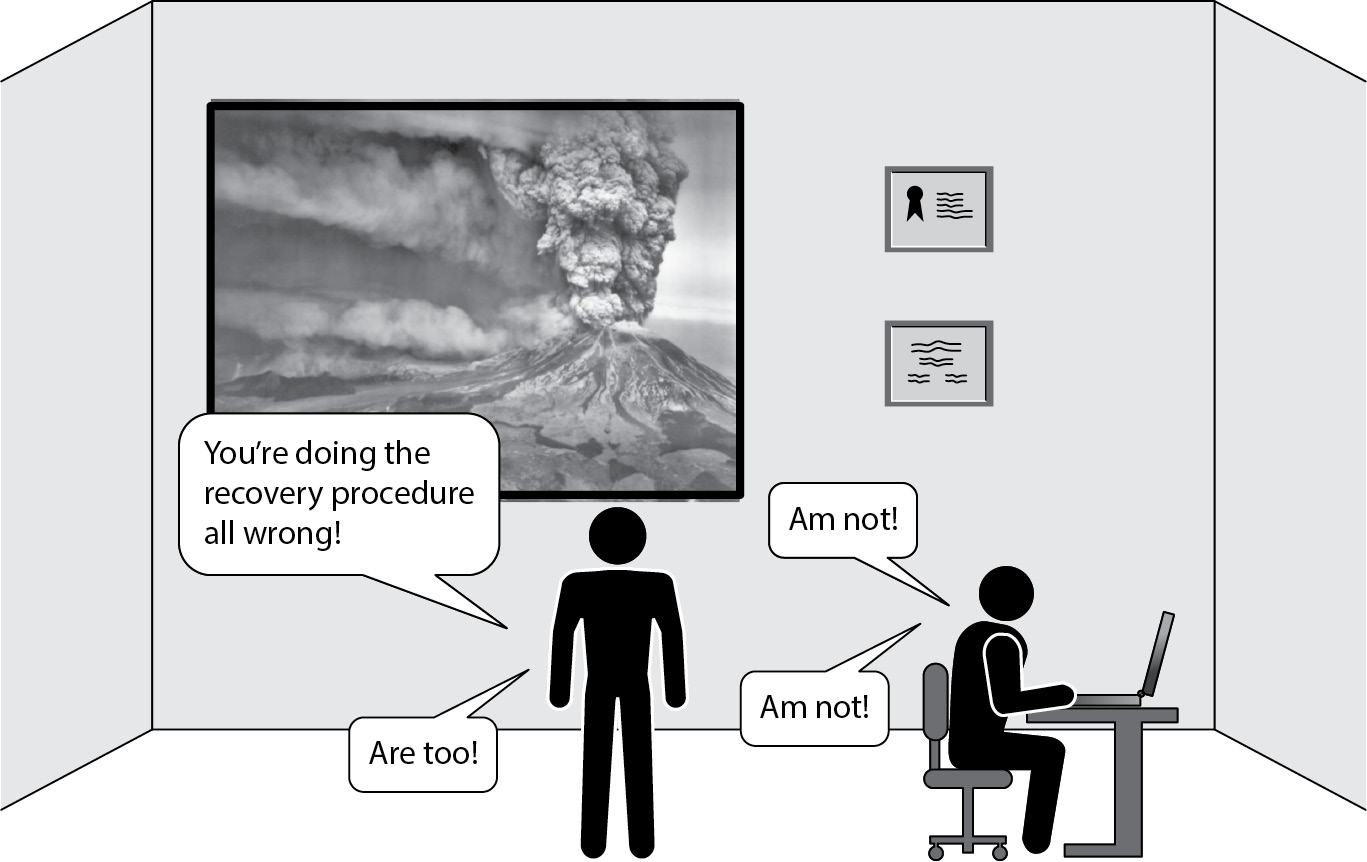 You're doing the
recovery procedure
all wrong!
Am not!
Are too!
Am not!